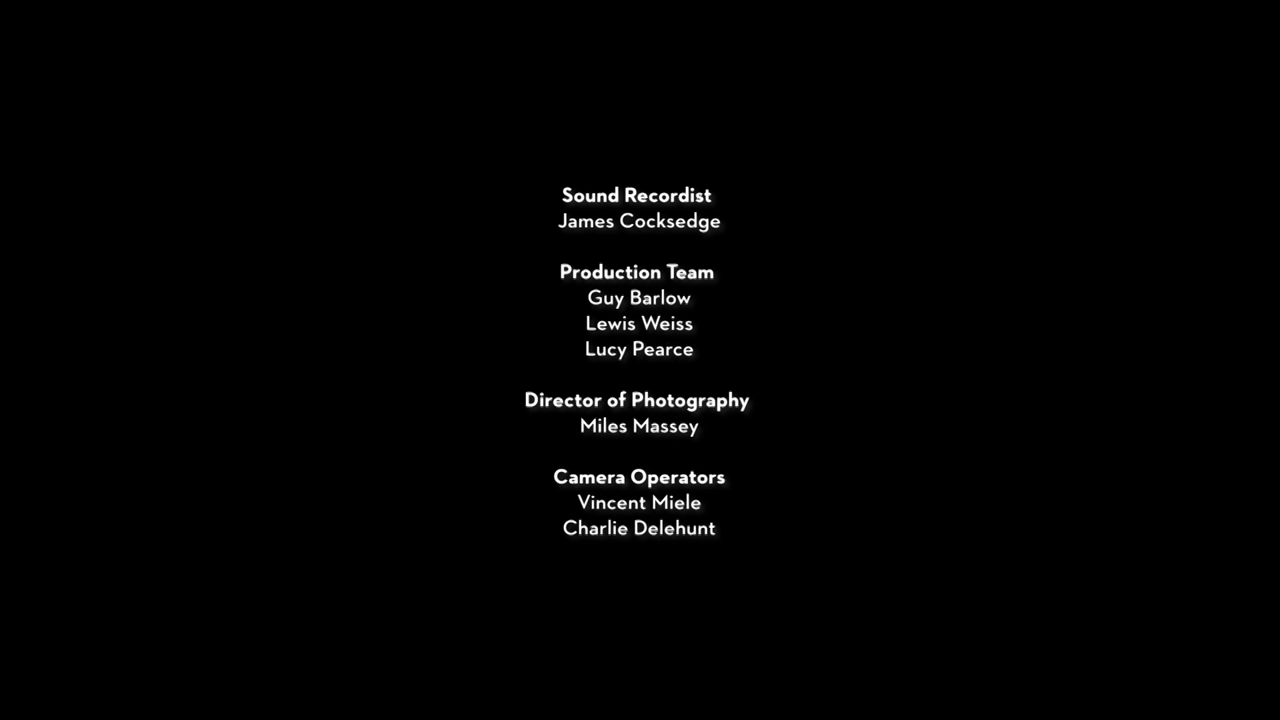 Sound Recordist
James Cocksedge
Production Team
Guy Barlow
Lewis Weiss
Lucy Pearce
Director of Photography
Miles Massey
Camera Operators
Vincent Miele
Charlie Delehunt